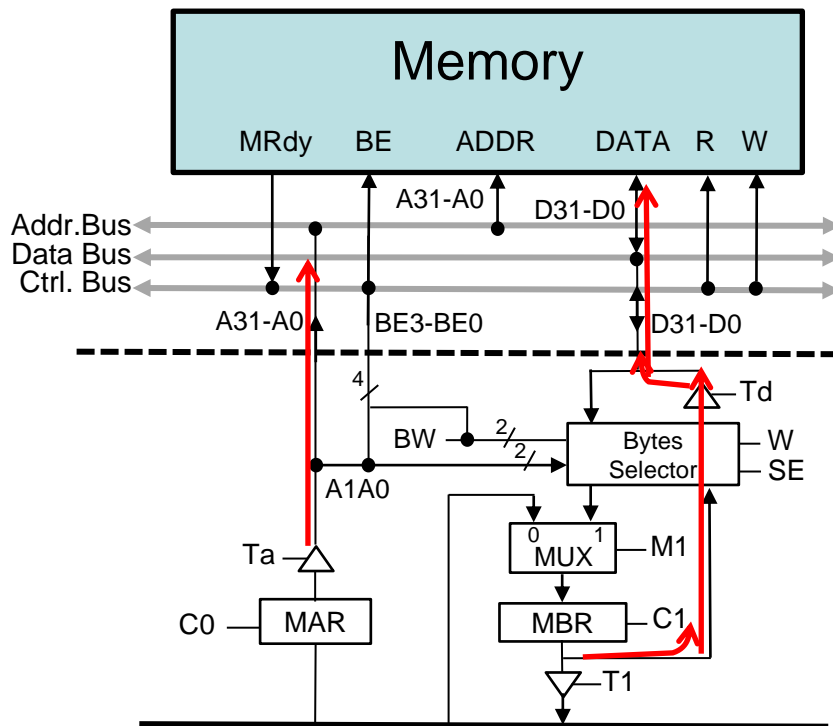 Memory
MRdy BE ADDR DATA R W
A31-A0 D31-D0
Addr.Bus
Data Bus
Ctrl. Bus
A31-A0 BE3-BE0 D31-D0
4
Td
BW 2 Bytes W
2 Selector SE
A1A0
0 1
MUX M1
Ta
C0 MAR MBR C1
T1